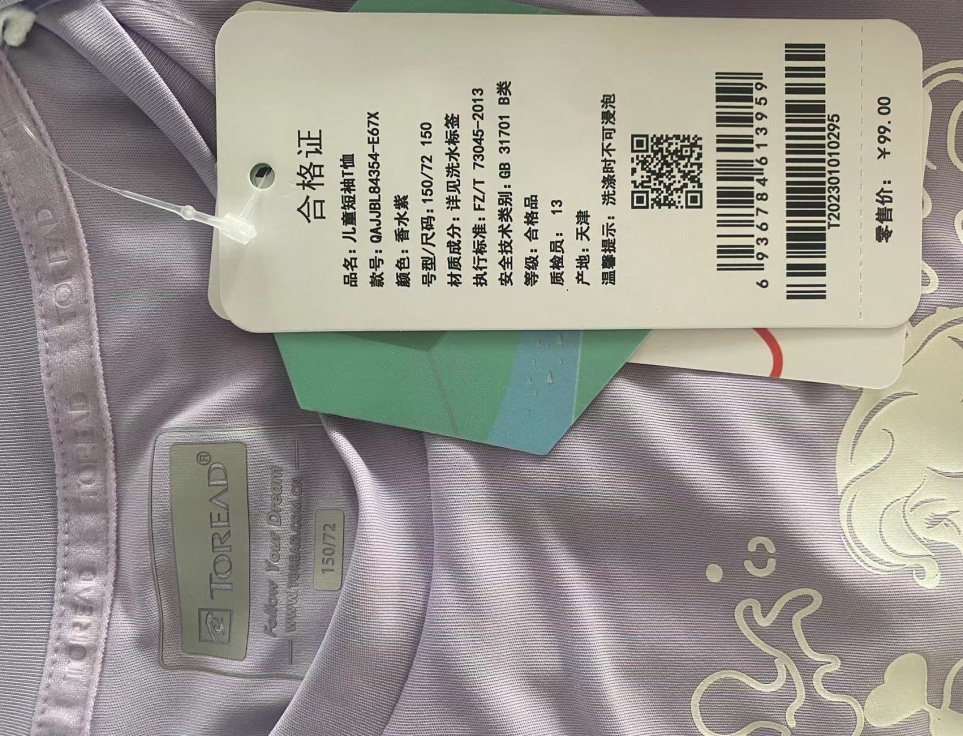 合格证
品名: 儿童短袖T恤
款号: QAJJBL84354-E67X
颜色: 香水紫
号型/尺码: 150/72 150
材质成分: 详见洗水标签
执行标准: FZ/T 73045-2013
安全技术类别: GB 31701 B类
等级: 合格品
质检员: 13
产地: 天津
温馨提示: 洗涤时不可浸泡
6 936784 613959
T202301010295
零售价: ￥99.00
TOREAD
TOREAD
TOREAD
TOREAD
TOREAD®
Follow Your Dream
150/72